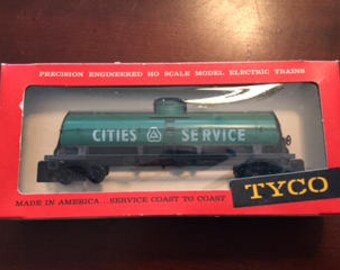 PRECISION ENGINEERED HO SCALE MODEL ELECTRIC TRAINS
CITIES SERVICE
TYCO
MADE IN AMERICA...SERVICE COAST TO COAST